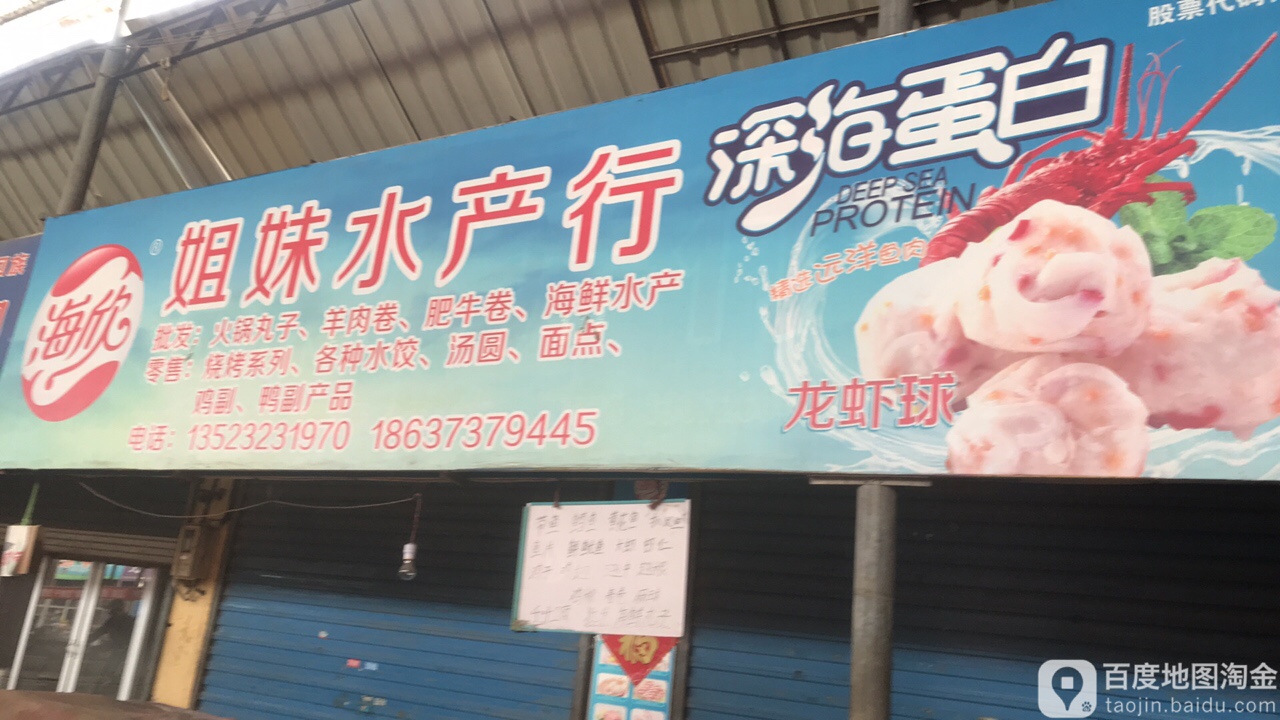 股票代码
深海蛋白
DEEP SEA
PROTEIN
精选远洋鱼肉
龙虾球
海欣
®
姐妹水产行
批发：火锅丸子、羊肉卷、肥牛卷、海鲜水产
零售：烧烤系列、各种水饺、汤圆、面点、
鸡副、鸭副产品
电话：13523231970 18637379445
福
百度地图淘金
taojin.baidu.com